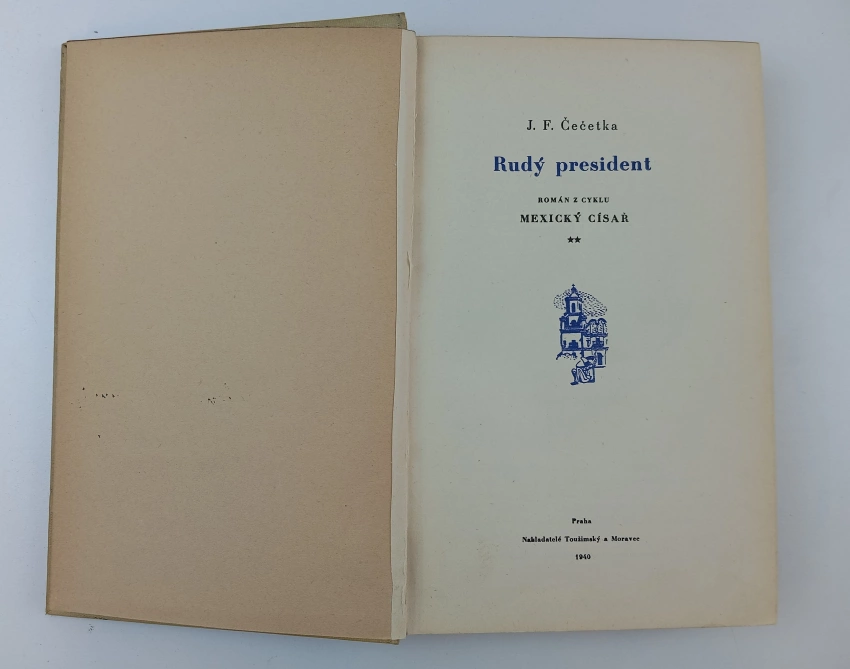 J. F. Čečetka
Rudý president
ROMÁN Z CYKLU
MEXICKÝ CÍSAŘ
★★
Praha
Nakladatelé Toužimský a Moravec
1940